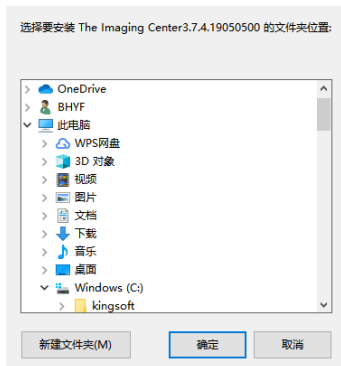 选择要安装 The Imaging Center3.7.4.19050500 的文件夹位置:
OneDrive
BHYF
此电脑
WPS网盘
3D 对象
视频
图片
文档
下载
音乐
桌面
Windows (C:)
kingsoft
新建文件夹(M) 确定 取消